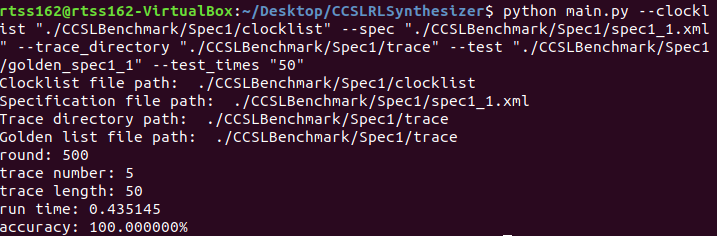 rtss162@rtss162-VirtualBox:~/Desktop/CCSLRLSynthesizer$ python main.py --clockl
ist "./CCSLBenchmark/Spec1/clocklist" --spec "./CCSLBenchmark/Spec1/spec1_1.xml
" --trace_directory "./CCSLBenchmark/Spec1/trace" --test "./CCSLBenchmark/Spec1
/golden_spec1_1" --test_times "50"
Clocklist file path:  ./CCSLBenchmark/Spec1/clocklist
Specification file path:  ./CCSLBenchmark/Spec1/spec1_1.xml
Trace directory path:  ./CCSLBenchmark/Spec1/trace
Golden list file path:  ./CCSLBenchmark/Spec1/trace
round: 500
trace number: 5
trace length: 50
run time: 0.435145
accuracy: 100.000000%